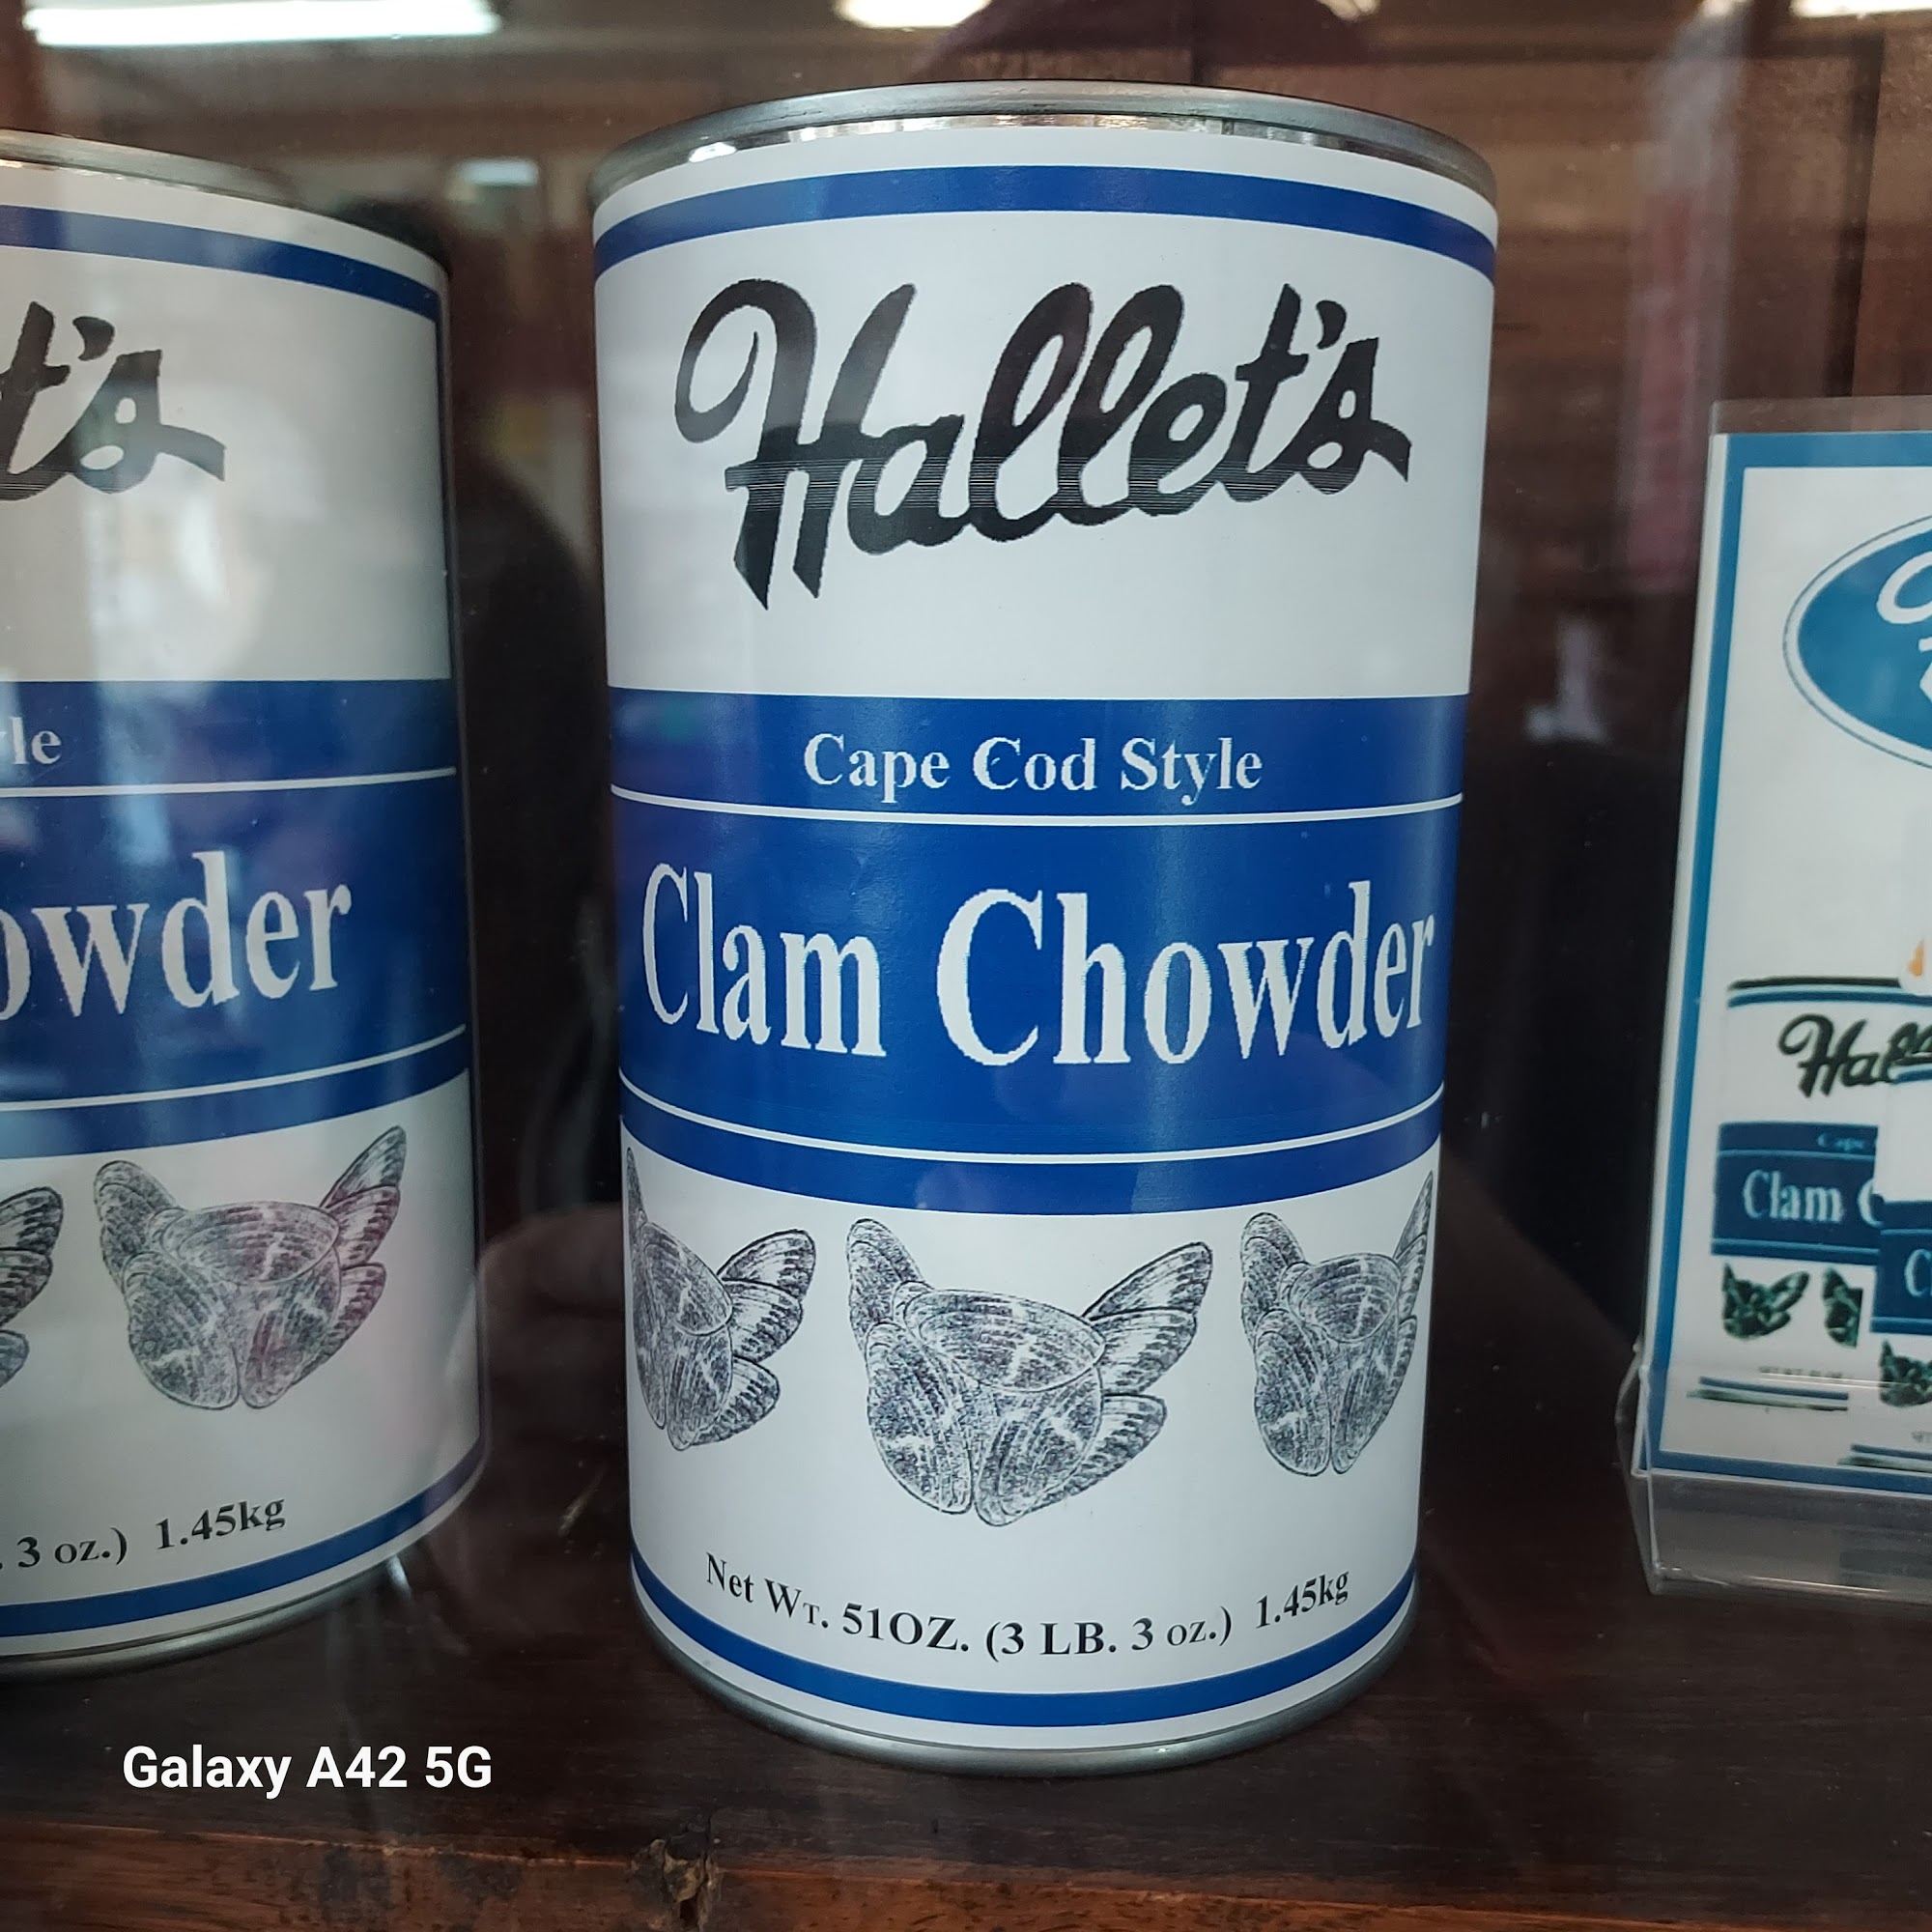 Hallet's
Cape Cod Style
Clam Chowder
Net Wt. 51OZ. (3 LB. 3 oz.) 1.45kg
t's
le
owder
. 3 oz.) 1.45kg
Clam C
Galaxy A42 5G